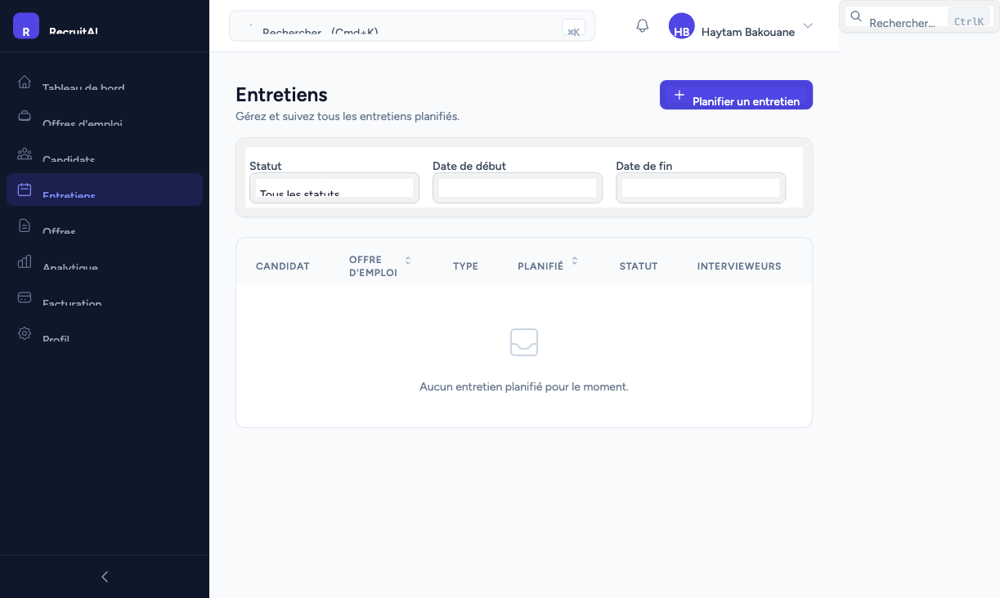 R
RecruitAI
Rechercher... (Cmd+K)
⌘K
HB
Haytam Bakouane
Rechercher...
CtrlK
Tableau de bord
Offres d'emploi
Candidats
Entretiens
Offres
Analytique
Facturation
Profil
Entretiens
Gérez et suivez tous les entretiens planifiés.
Planifier un entretien
Statut
Date de début
Date de fin
Tous les statuts
CANDIDAT
OFFRE
D'EMPLOI
TYPE
PLANIFIÉ
STATUT
INTERVIEWEURS
Aucun entretien planifié pour le moment.